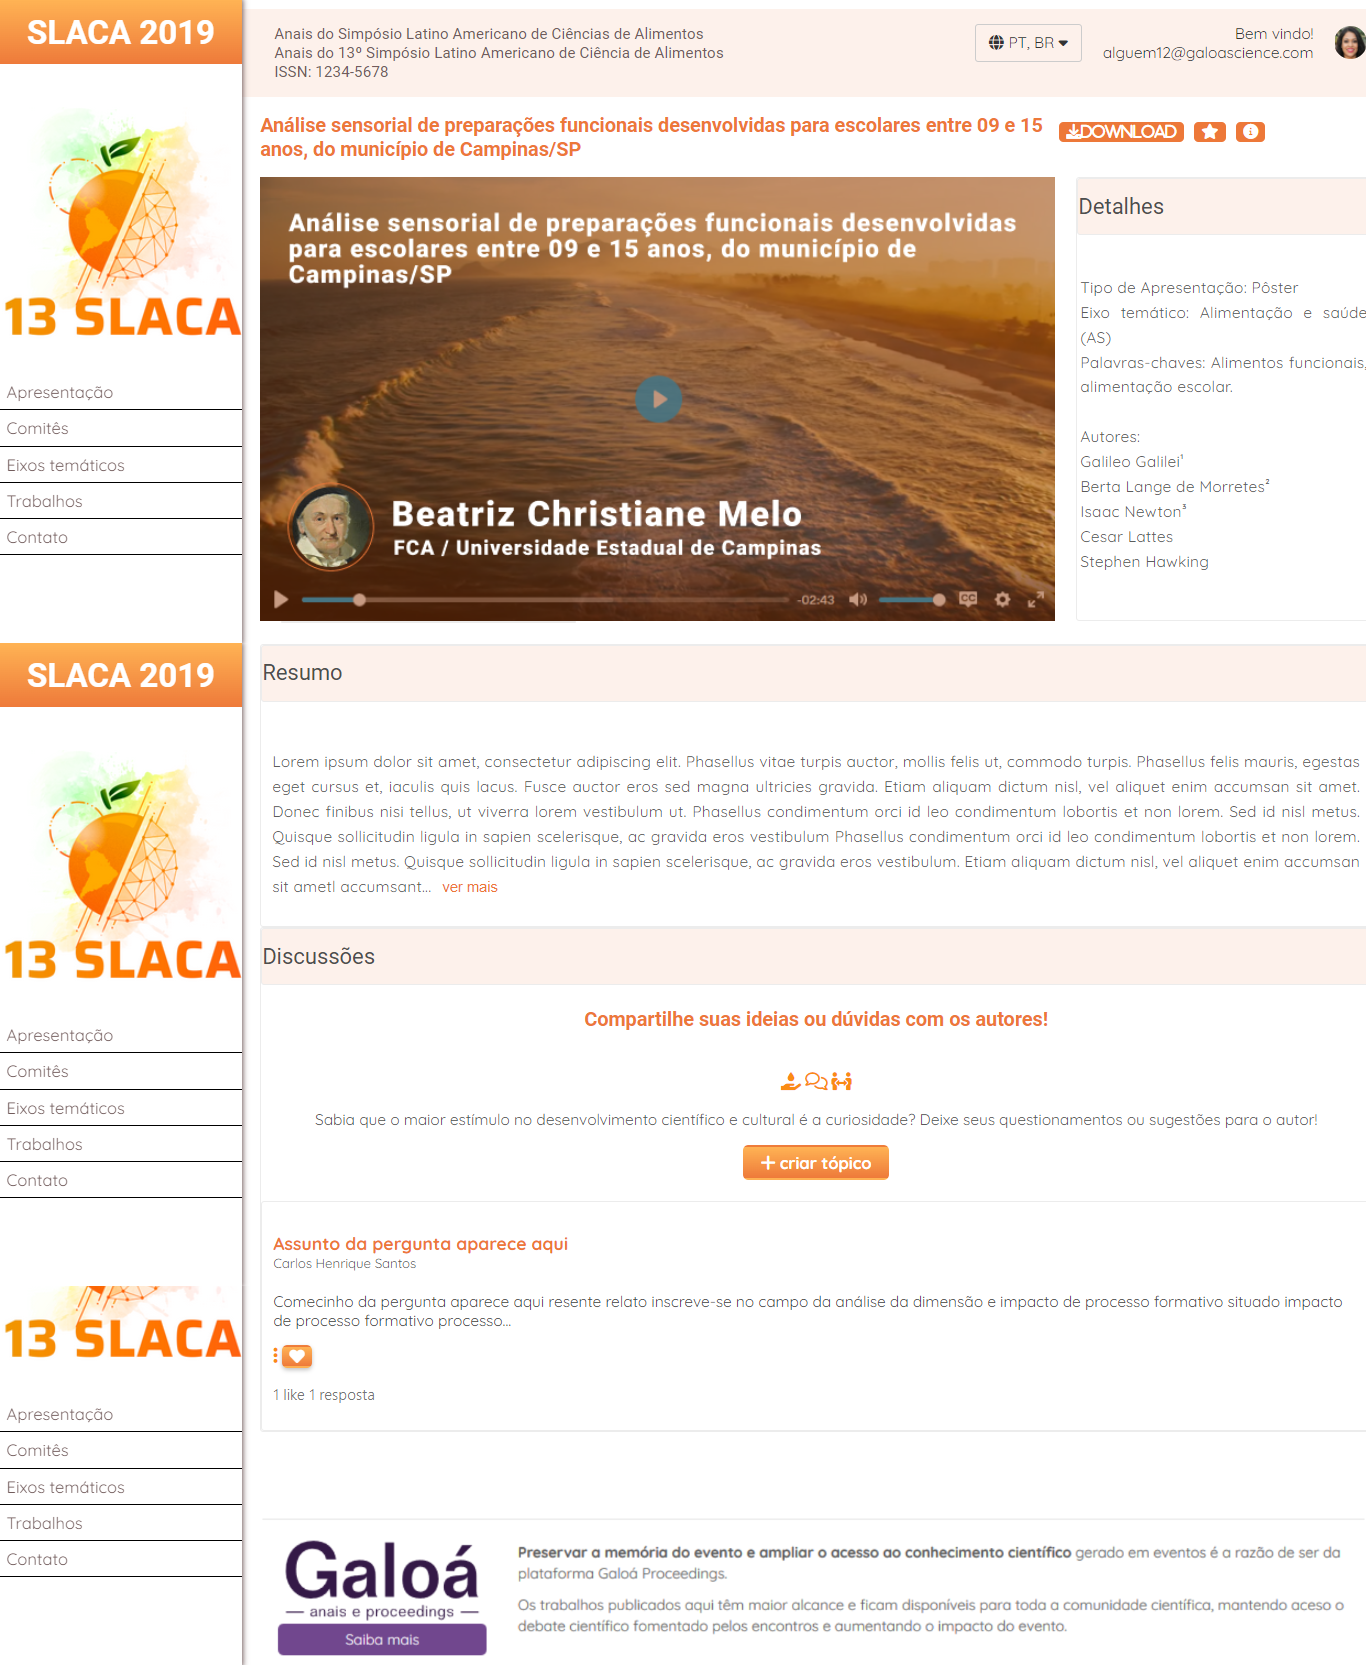 SLACA 2019
13 SLACA
Apresentação
Comitês
Eixos temáticos
Trabalhos
Contato
SLACA 2019
13 SLACA
Apresentação
Comitês
Eixos temáticos
Trabalhos
Contato
13 SLACA
Apresentação
Comitês
Eixos temáticos
Trabalhos
Contato
Anais do Simpósio Latino Americano de Ciências de Alimentos
Anais do 13º Simpósio Latino Americano de Ciência de Alimentos
ISSN: 1234-5678
PT, BR
Bem vindo!
alguem12@galoascience.com
Análise sensorial de preparações funcionais desenvolvidas para escolares entre 09 e 15
anos, do município de Campinas/SP
DOWNLOAD
Análise sensorial de preparações funcionais desenvolvidas
para escolares entre 09 e 15 anos, do município de
Campinas/SP
Beatriz Christiane Melo
FCA / Universidade Estadual de Campinas
-02:43
CC
Detalhes
Tipo de Apresentação: Pôster
Eixo temático: Alimentação e saúde
(AS)
Palavras-chaves: Alimentos funcionais,
alimentação escolar.
Autores:
Galileo Galilei¹
Berta Lange de Morretes²
Isaac Newton³
Cesar Lattes
Stephen Hawking
Resumo
Lorem ipsum dolor sit amet, consectetur adipiscing elit. Phasellus vitae turpis auctor, mollis felis ut, commodo turpis. Phasellus felis mauris, egestas
eget cursus et, iaculis quis lacus. Fusce auctor eros sed magna ultricies gravida. Etiam aliquam dictum nisl, vel aliquet enim accumsan sit amet.
Donec finibus nisi tellus, ut viverra lorem vestibulum ut. Phasellus condimentum orci id leo condimentum lobortis et non lorem. Sed id nisl metus.
Quisque sollicitudin ligula in sapien scelerisque, ac gravida eros vestibulum Phasellus condimentum orci id leo condimentum lobortis et non lorem.
Sed id nisl metus. Quisque sollicitudin ligula in sapien scelerisque, ac gravida eros vestibulum. Etiam aliquam dictum nisl, vel aliquet enim accumsan
sit ametl accumsant... ver mais
Discussões
Compartilhe suas ideias ou dúvidas com os autores!
Sabia que o maior estímulo no desenvolvimento científico e cultural é a curiosidade? Deixe seus questionamentos ou sugestões para o autor!
+ criar tópico
Assunto da pergunta aparece aqui
Carlos Henrique Santos
Comecinho da pergunta aparece aqui resente relato inscreve-se no campo da análise da dimensão e impacto de processo formativo situado impacto
de processo formativo processo...
1 like 1 resposta
Galoá
anais e proceedings
Saiba mais
Preservar a memória do evento e ampliar o acesso ao conhecimento científico gerado em eventos é a razão de ser da
plataforma Galoá Proceedings.
Os trabalhos publicados aqui têm maior alcance e ficam disponíveis para toda a comunidade científica, mantendo aceso o
debate científico fomentado pelos encontros e aumentando o impacto do evento.